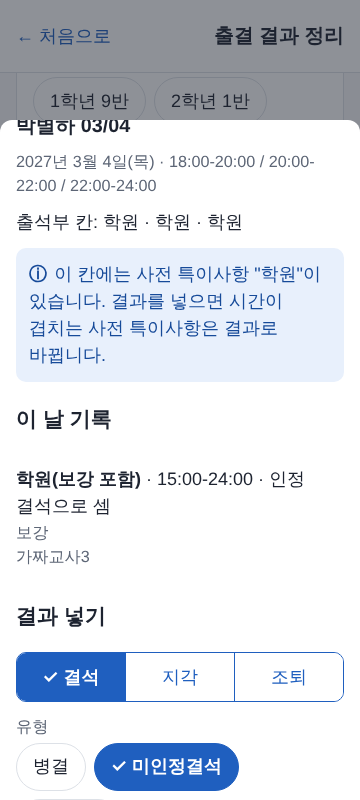 ← 처음으로
출결 결과 정리
1학년 9반
2학년 1반
박별하 03/04
2027년 3월 4일(목) · 18:00-20:00 / 20:00-
22:00 / 22:00-24:00
출석부 칸: 학원 · 학원 · 학원
ⓘ 이 칸에는 사전 특이사항 "학원"이
있습니다. 결과를 넣으면 시간이
겹치는 사전 특이사항은 결과로
바뀝니다.
이 날 기록
학원(보강 포함) · 15:00-24:00 · 인정
결석으로 셈
보강
가짜교사3
결과 넣기
✓ 결석
지각
조퇴
유형
병결
✓ 미인정결석